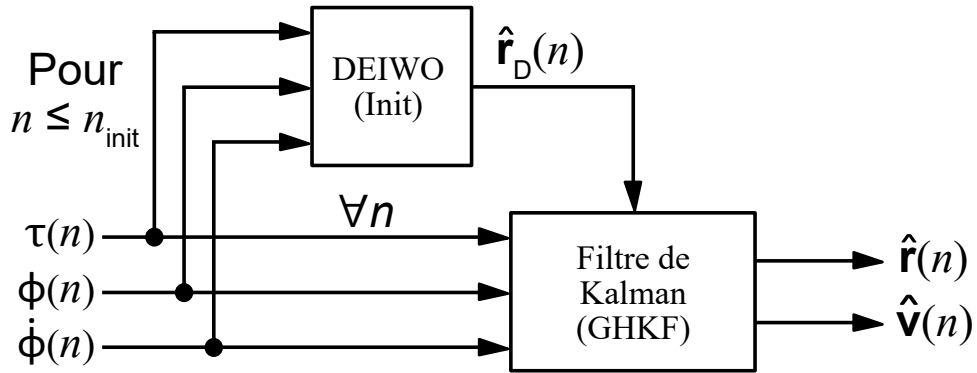 Pour
n ≤ n_init
DEIWO
(Init)
r̂_D(n)
∀n
τ(n)
ϕ(n)
ϕ̇(n)
Filtre de
Kalman
(GHKF)
r̂(n)
v̂(n)